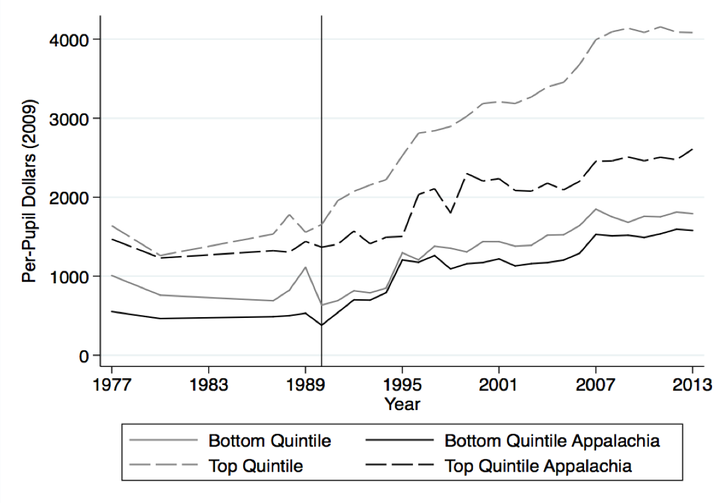 4000
3000
2000
1000
0
Per-Pupil Dollars (2009)
1977 1983 1989 1995 2001 2007 2013
Year
Bottom Quintile Bottom Quintile Appalachia
Top Quintile Top Quintile Appalachia